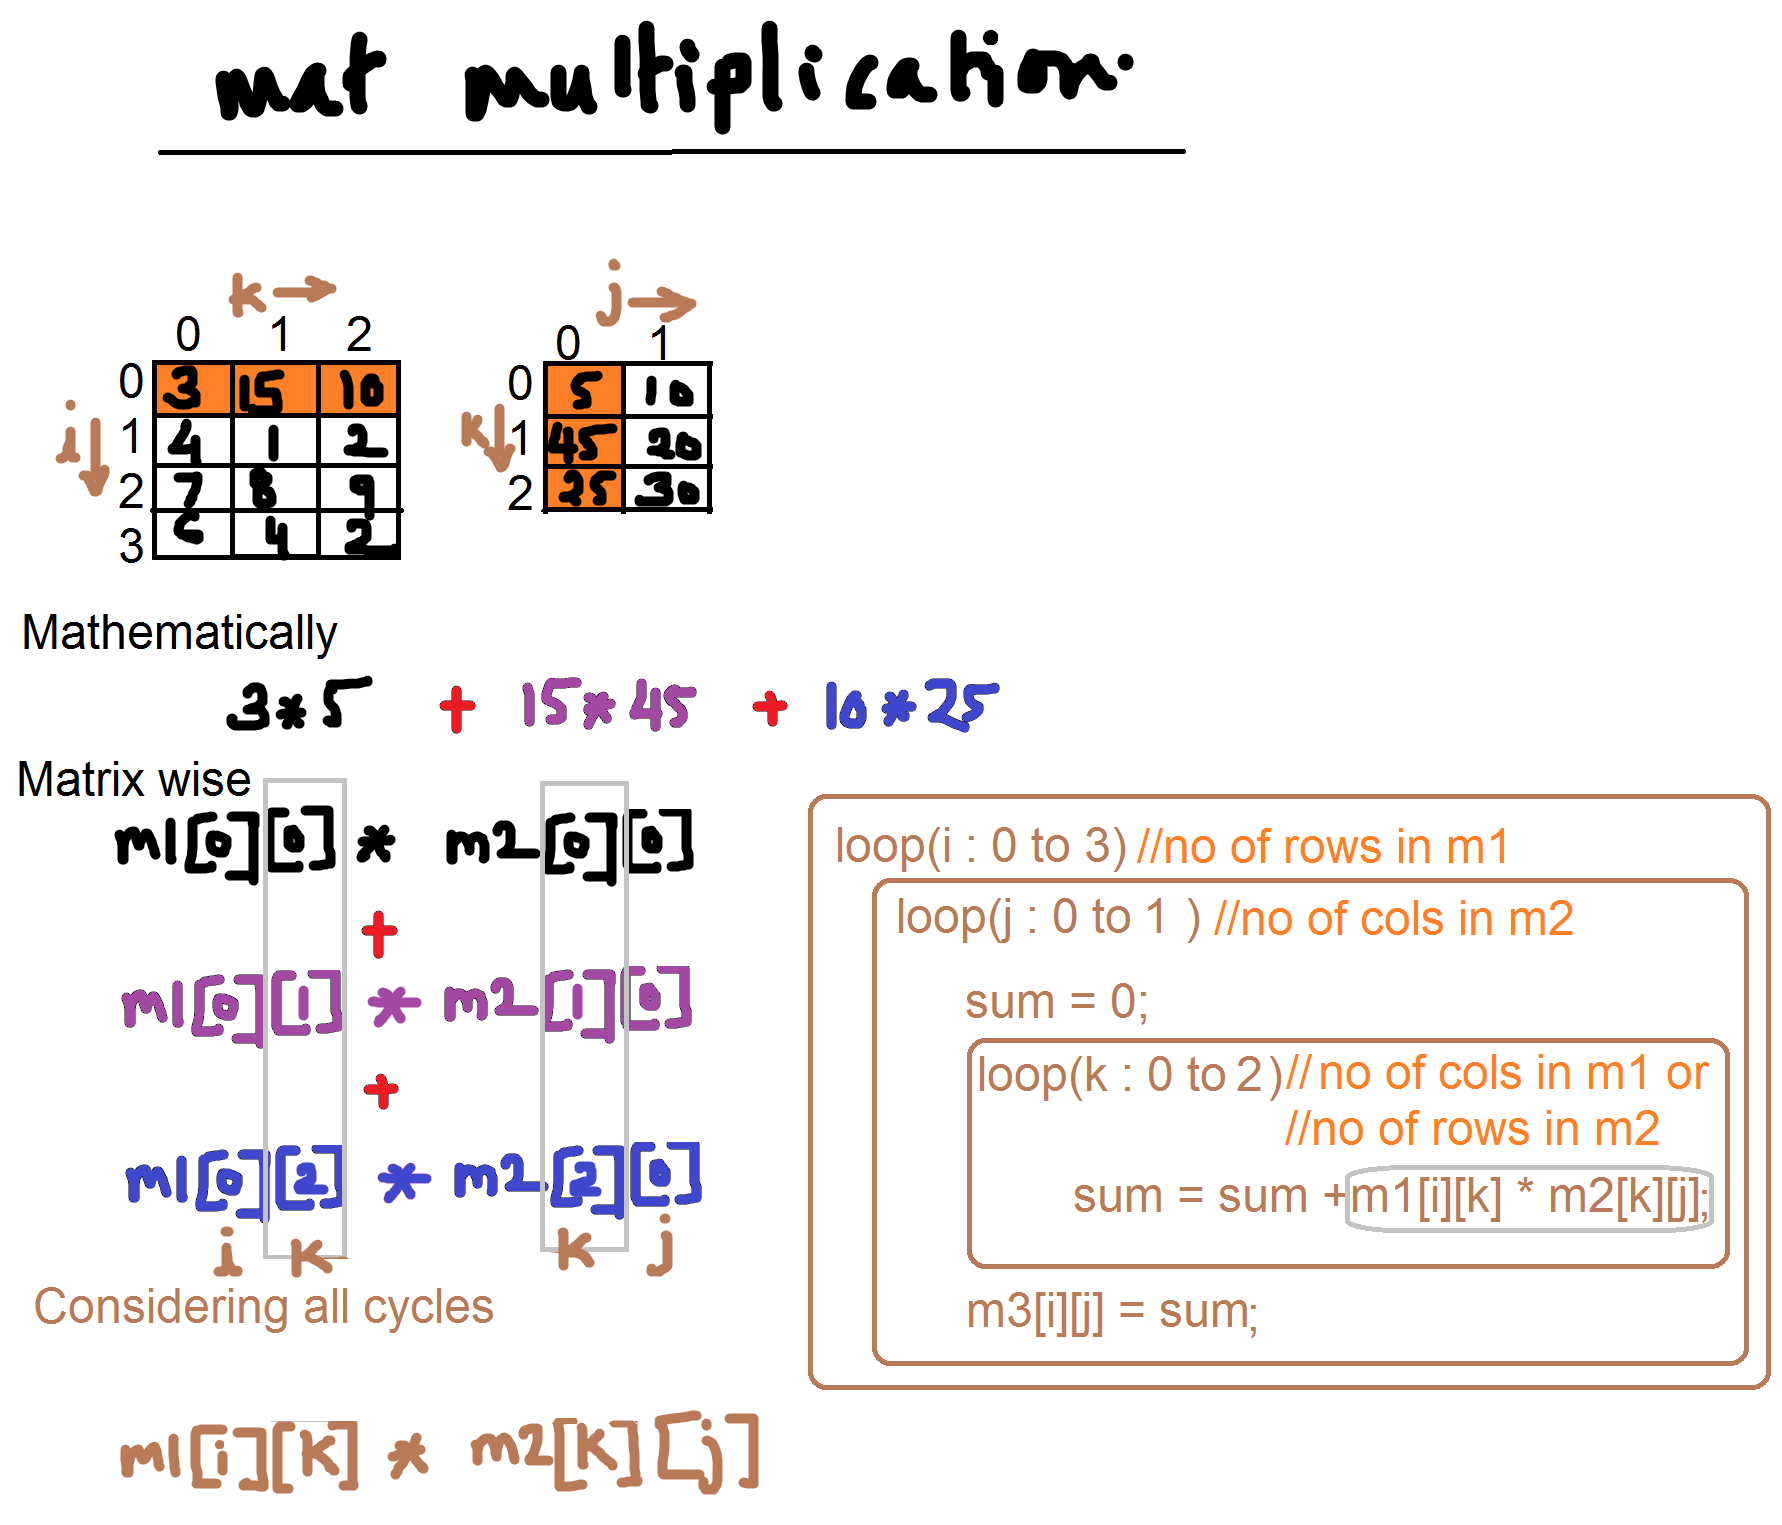 mat multiplication.
k → j →
0 1 2 0 1
0 3 15 10 0 5 10
i k
1 4 1 2 1 45 20
2 7 8 9 2 25 30
3 6 4 2
Mathematically
3*5 + 15*45 + 10*25
Matrix wise
m1[0][0] * m2[0][0]
+
m1[0][1] * m2[1][0]
+
m1[0][2] * m2[2][0]
i k k j
Considering all cycles
m1[i][k] * m2[k][j]
loop(i : 0 to 3) //no of rows in m1
loop(j : 0 to 1 ) //no of cols in m2
sum = 0;
loop(k : 0 to 2)// no of cols in m1 or
//no of rows in m2
sum = sum +m1[i][k] * m2[k][j];
m3[i][j] = sum;